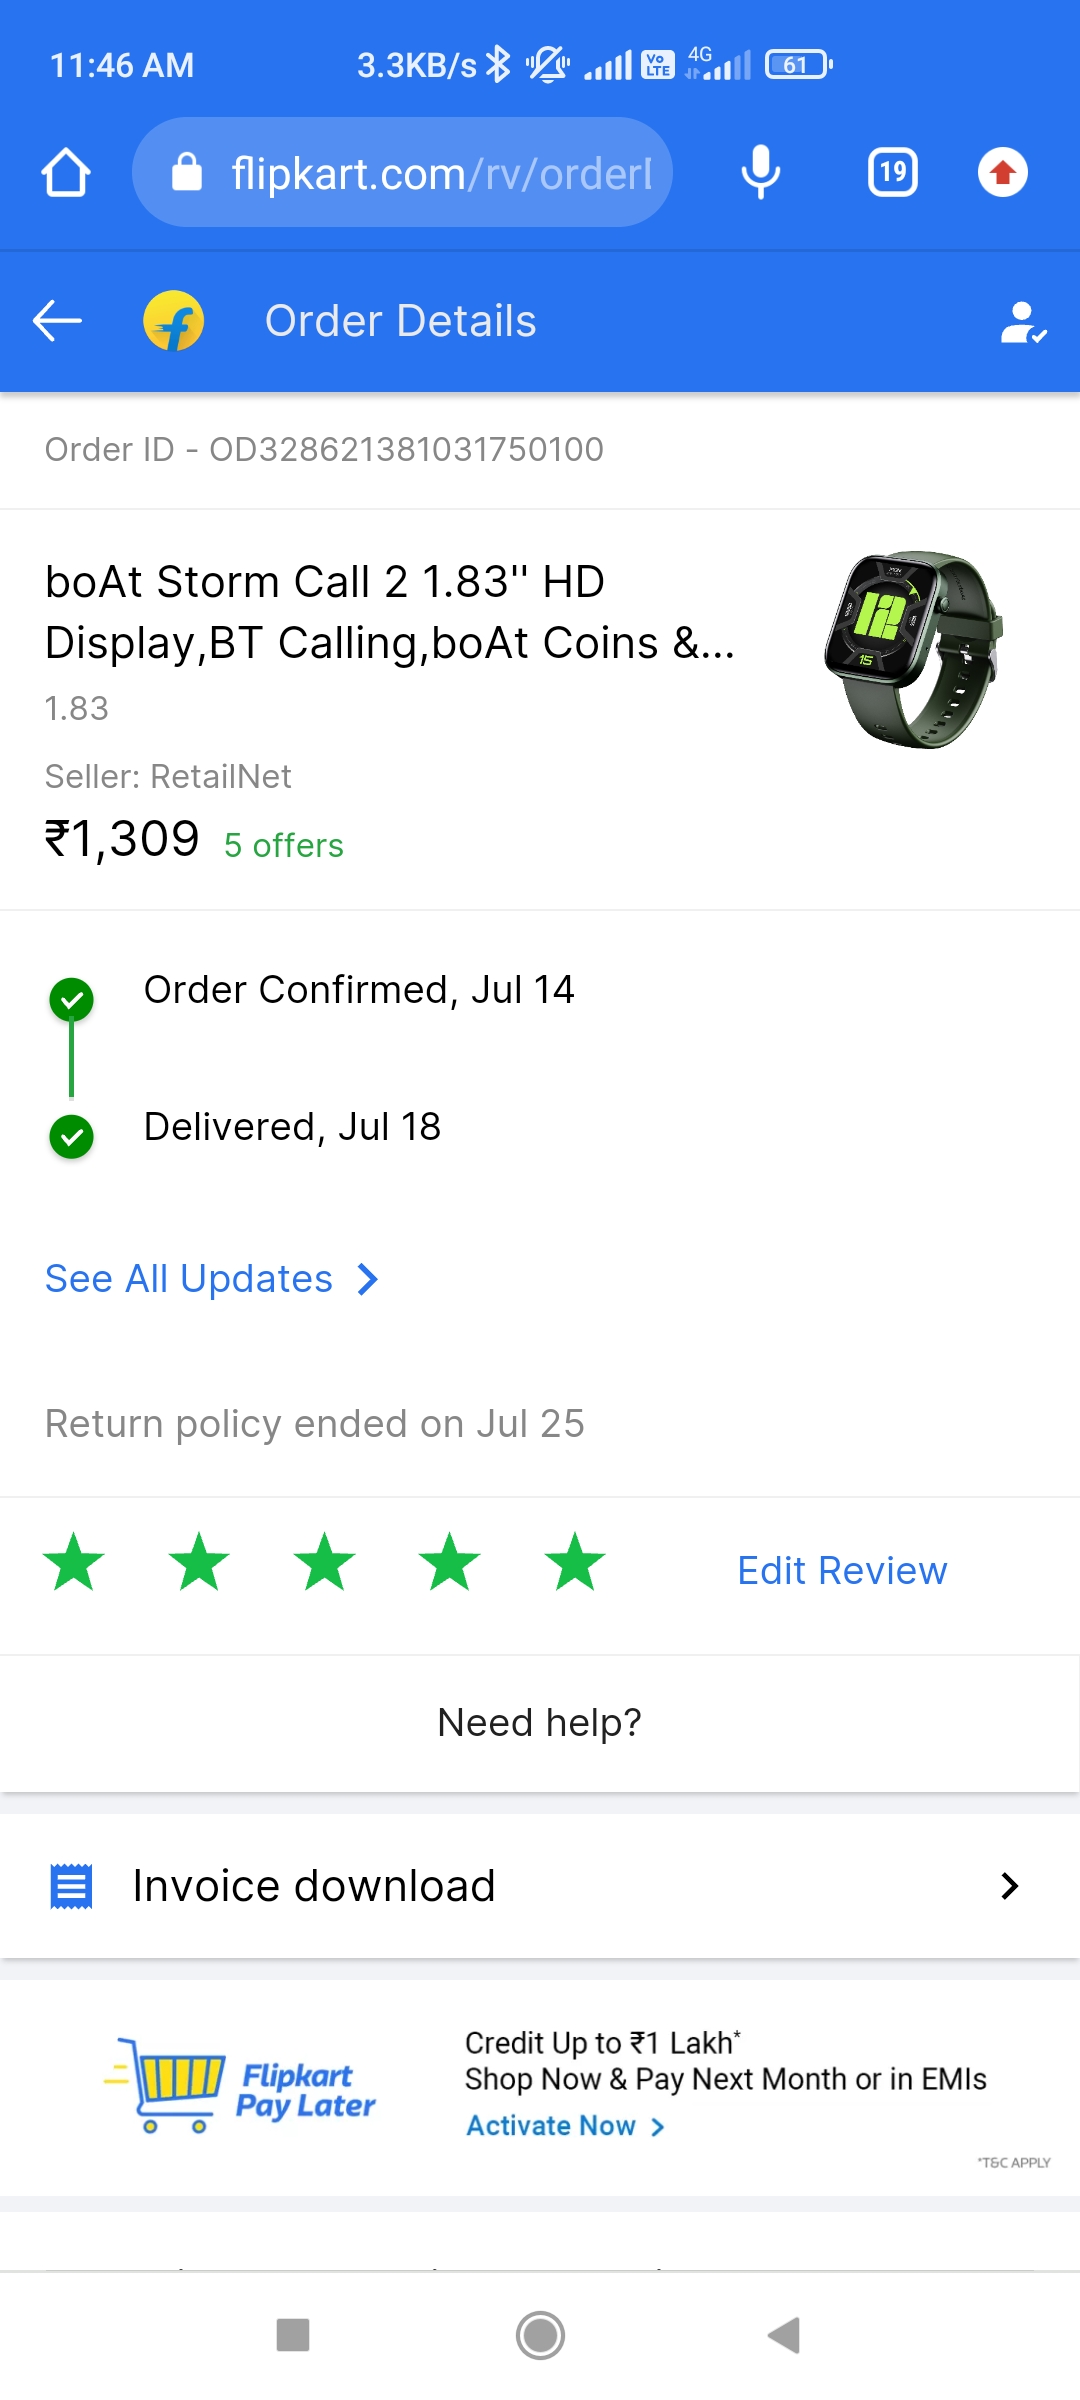 11:46 AM 3.3KB/s Vo LTE 4G 61
flipkart.com/rv/order 19
Order Details
Order ID - OD328621381031750100
boAt Storm Call 2 1.83" HD
Display,BT Calling,boAt Coins &...
1.83
Seller: RetailNet
₹1,309 5 offers
Order Confirmed, Jul 14
Delivered, Jul 18
See All Updates
Return policy ended on Jul 25
Edit Review
Need help?
Invoice download
Credit Up to ₹1 Lakh*
Shop Now & Pay Next Month or in EMIs
Flipkart
Pay Later
Activate Now
*T&C APPLY